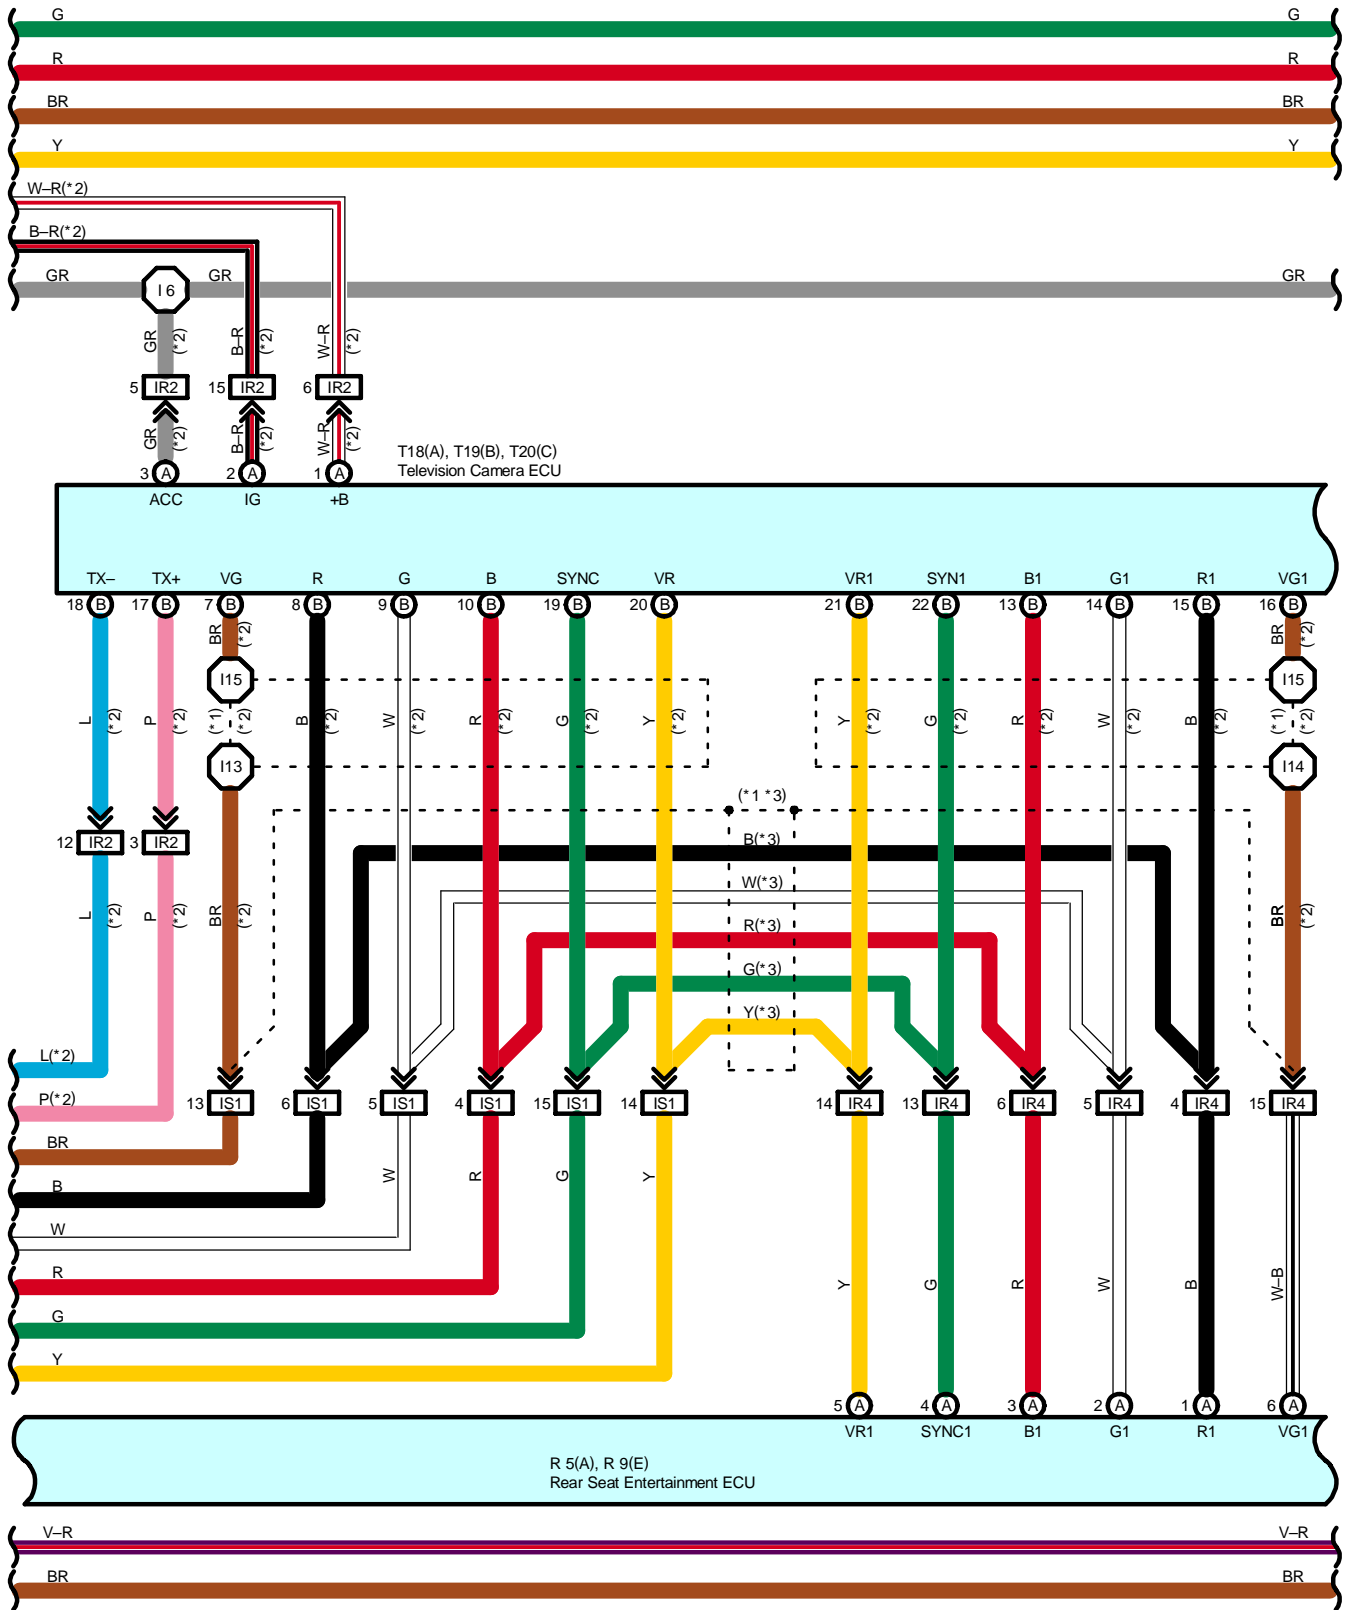 G G
R R
BR BR
Y Y
W–R(*2)
B–R(*2)
GR GR GR
I 6
GR (*2) B–R (*2) W–R (*2)
5 IR2 15 IR2 6 IR2
GR (*2) B–R (*2) W–R (*2)
T18(A), T19(B), T20(C)
Television Camera ECU
3 A 2 A 1 A
ACC IG +B
TX– TX+ VG R G B SYNC VR VR1 SYN1 B1 G1 R1 VG1
18 B 17 B 7 B 8 B 9 B 10 B 19 B 20 B 21 B 22 B 13 B 14 B 15 B 16 B
BR (*2) BR (*2)
I15 I15
L (*2) P (*2) (*1) (*2) B (*2) W (*2) R (*2) G (*2) Y (*2) Y (*2) G (*2) R (*2) W (*2) B (*2) (*1) (*2)
I13 I14
(*1 *3)
12 IR2 3 IR2
B(*3)
W(*3)
L (*2) P (*2) BR (*2) BR (*2)
R(*3)
G(*3)
Y(*3)
L(*2)
P(*2)
13 IS1 6 IS1 5 IS1 4 IS1 15 IS1 14 IS1 14 IR4 13 IR4 6 IR4 5 IR4 4 IR4 15 IR4
BR
W R G Y
B
W
R
Y G R W B W–B
G
Y
5 A 4 A 3 A 2 A 1 A 6 A
VR1 SYNC1 B1 G1 R1 VG1
R 5(A), R 9(E)
Rear Seat Entertainment ECU
V–R V–R
BR BR